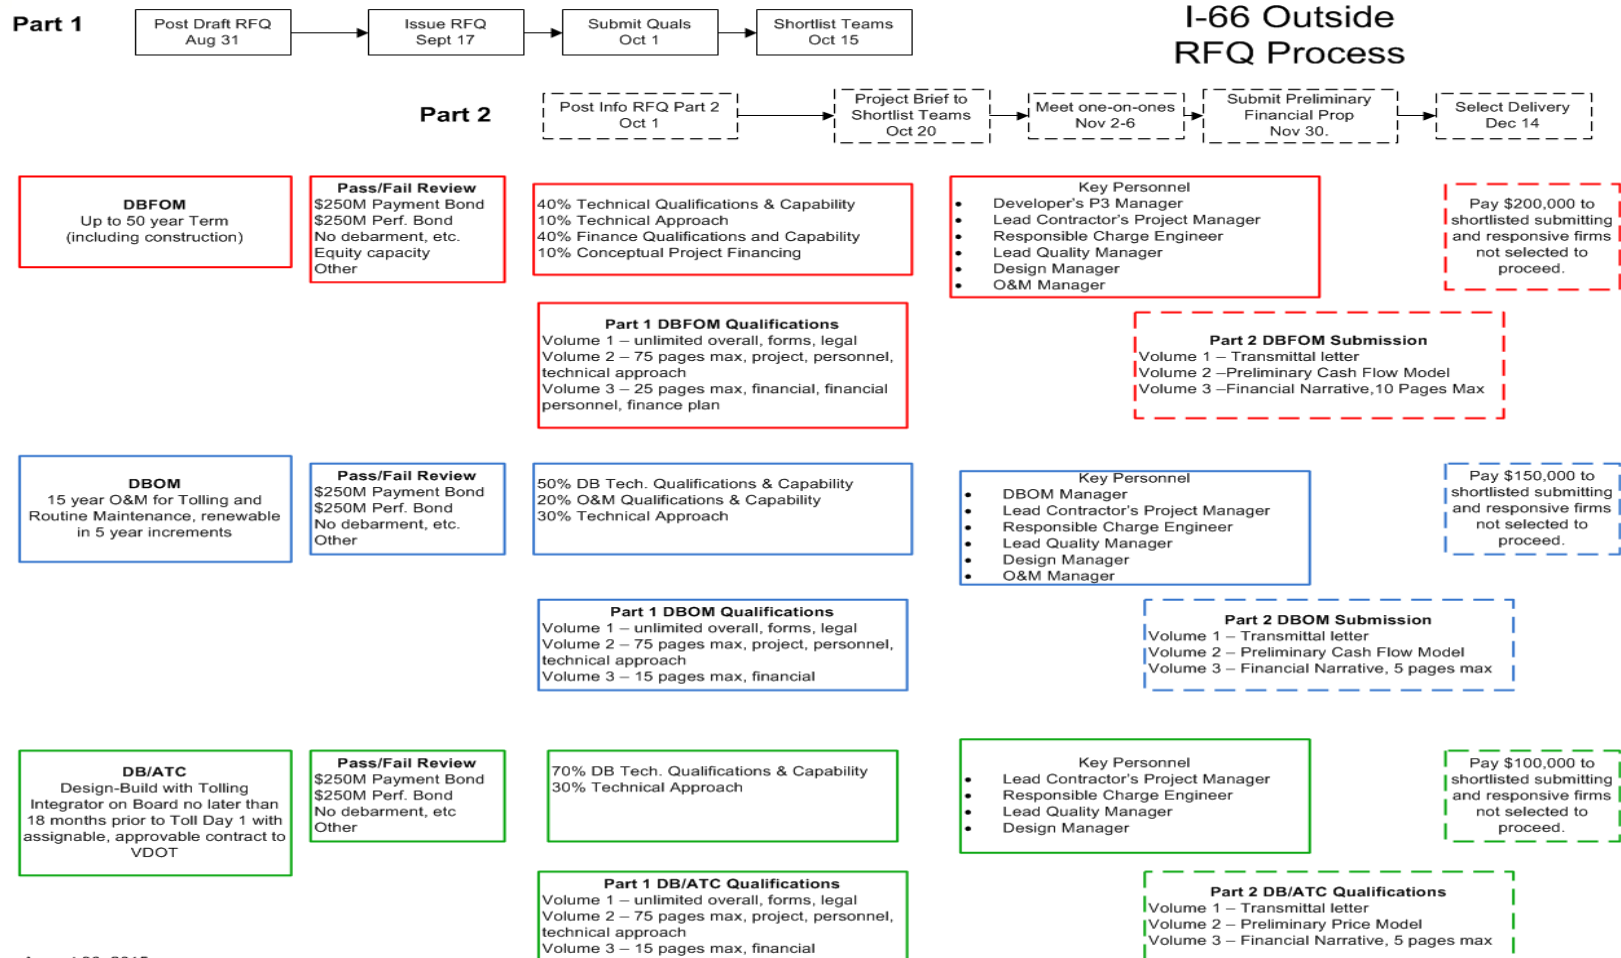 Part 1
Post Draft RFQ
Aug 31
Issue RFQ
Sept 17
Submit Quals
Oct 1
Shortlist Teams
Oct 15
I-66 Outside
RFQ Process
Part 2
Post Info RFQ Part 2
Oct 1
Project Brief to
Shortlist Teams
Oct 20
Meet one-on-ones
Nov 2-6
Submit Preliminary
Financial Prop
Nov 30.
Select Delivery
Dec 14
DBFOM
Up to 50 year Term
(including construction)
Pass/Fail Review
$250M Payment Bond
$250M Perf. Bond
No debarment, etc.
Equity capacity
Other
40% Technical Qualifications & Capability
10% Technical Approach
40% Finance Qualifications and Capability
10% Conceptual Project Financing
Key Personnel
• Developer's P3 Manager
• Lead Contractor's Project Manager
• Responsible Charge Engineer
• Lead Quality Manager
• Design Manager
• O&M Manager
Pay $200,000 to
shortlisted submitting
and responsive firms
not selected to
proceed.
Part 1 DBFOM Qualifications
Volume 1 – unlimited overall, forms, legal
Volume 2 – 75 pages max, project, personnel,
technical approach
Volume 3 – 25 pages max, financial, financial
personnel, finance plan
Part 2 DBFOM Submission
Volume 1 – Transmittal letter
Volume 2 –Preliminary Cash Flow Model
Volume 3 –Financial Narrative,10 Pages Max
DBOM
15 year O&M for Tolling and
Routine Maintenance, renewable
in 5 year increments
Pass/Fail Review
$250M Payment Bond
$250M Perf. Bond
No debarment, etc.
Other
50% DB Tech. Qualifications & Capability
20% O&M Qualifications & Capability
30% Technical Approach
Key Personnel
• DBOM Manager
• Lead Contractor's Project Manager
• Responsible Charge Engineer
• Lead Quality Manager
• Design Manager
• O&M Manager
Pay $150,000 to
shortlisted submitting
and responsive firms
not selected to
proceed.
Part 1 DBOM Qualifications
Volume 1 – unlimited overall, forms, legal
Volume 2 – 75 pages max, project, personnel,
technical approach
Volume 3 – 15 pages max, financial
Part 2 DBOM Submission
Volume 1 – Transmittal letter
Volume 2 – Preliminary Cash Flow Model
Volume 3 – Financial Narrative, 5 pages max
DB/ATC
Design-Build with Tolling
Integrator on Board no later than
18 months prior to Toll Day 1 with
assignable, approvable contract to
VDOT
Pass/Fail Review
$250M Payment Bond
$250M Perf. Bond
No debarment, etc
Other
70% DB Tech. Qualifications & Capability
30% Technical Approach
Key Personnel
• Lead Contractor's Project Manager
• Responsible Charge Engineer
• Lead Quality Manager
• Design Manager
Pay $100,000 to
shortlisted submitting
and responsive firms
not selected to
proceed.
Part 1 DB/ATC Qualifications
Volume 1 – unlimited overall, forms, legal
Volume 2 – 75 pages max, project, personnel,
technical approach
Volume 3 – 15 pages max, financial
Part 2 DB/ATC Qualifications
Volume 1 – Transmittal letter
Volume 2 – Preliminary Price Model
Volume 3 – Financial Narrative, 5 pages max